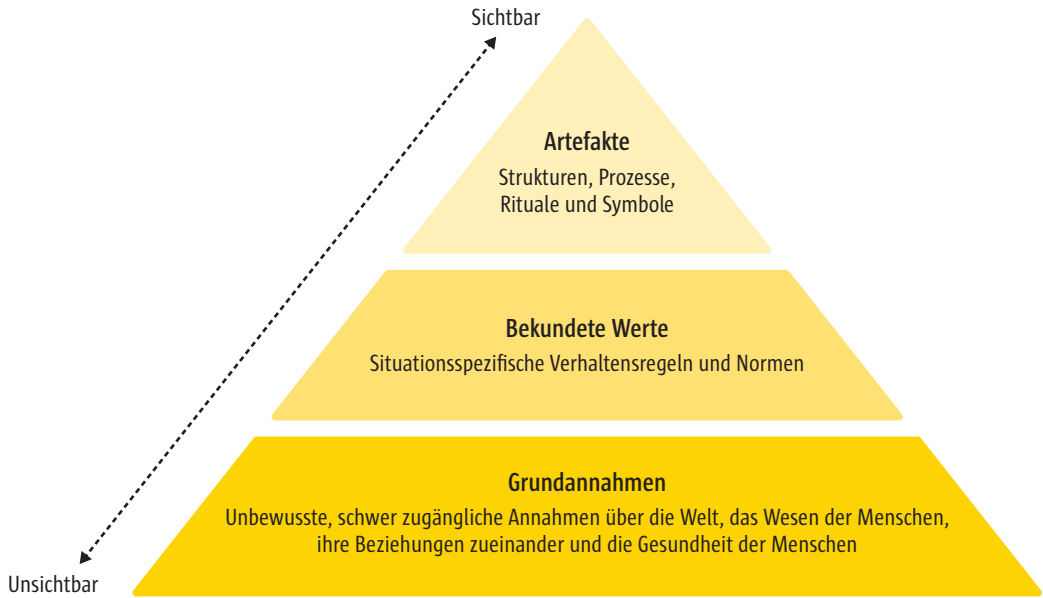 Sichtbar
Artefakte
Strukturen, Prozesse,
Rituale und Symbole
Bekundete Werte
Situationsspezifische Verhaltensregeln und Normen
Grundannahmen
Unbewusste, schwer zugängliche Annahmen über die Welt, das Wesen der Menschen,
ihre Beziehungen zueinander und die Gesundheit der Menschen
Unsichtbar